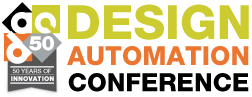 DESIGN
AUTOMATION
CONFERENCE
50
50 YEARS OF
INNOVATION